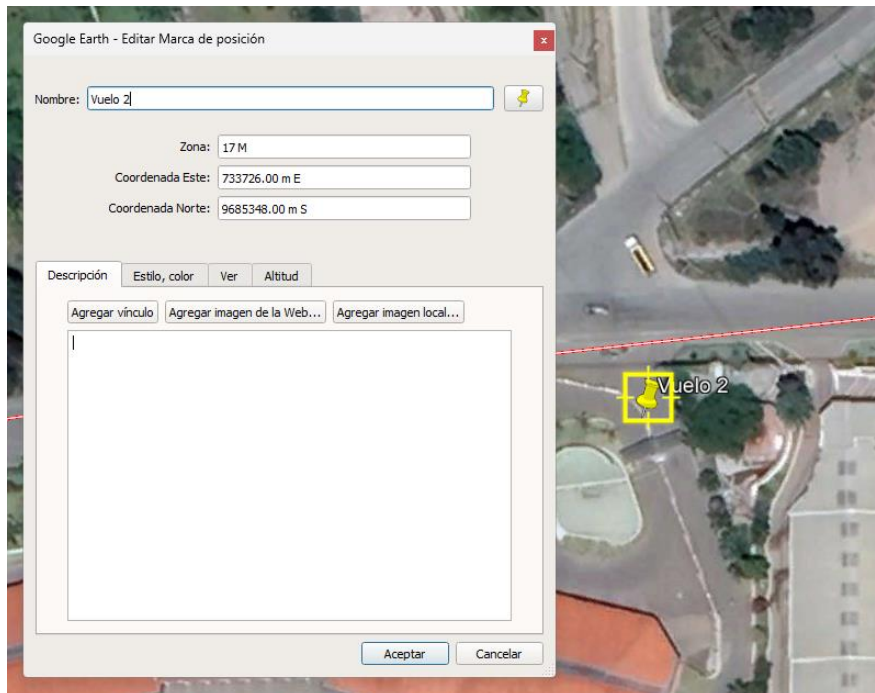 Google Earth - Editar Marca de posición
x
Nombre: Vuelo 2
Zona: 17 M
Coordenada Este: 733726.00 m E
Coordenada Norte: 9685348.00 m S
Descripción Estilo, color Ver Altitud
Agregar vínculo Agregar imagen de la Web... Agregar imagen local...
Vuelo 2
Aceptar Cancelar